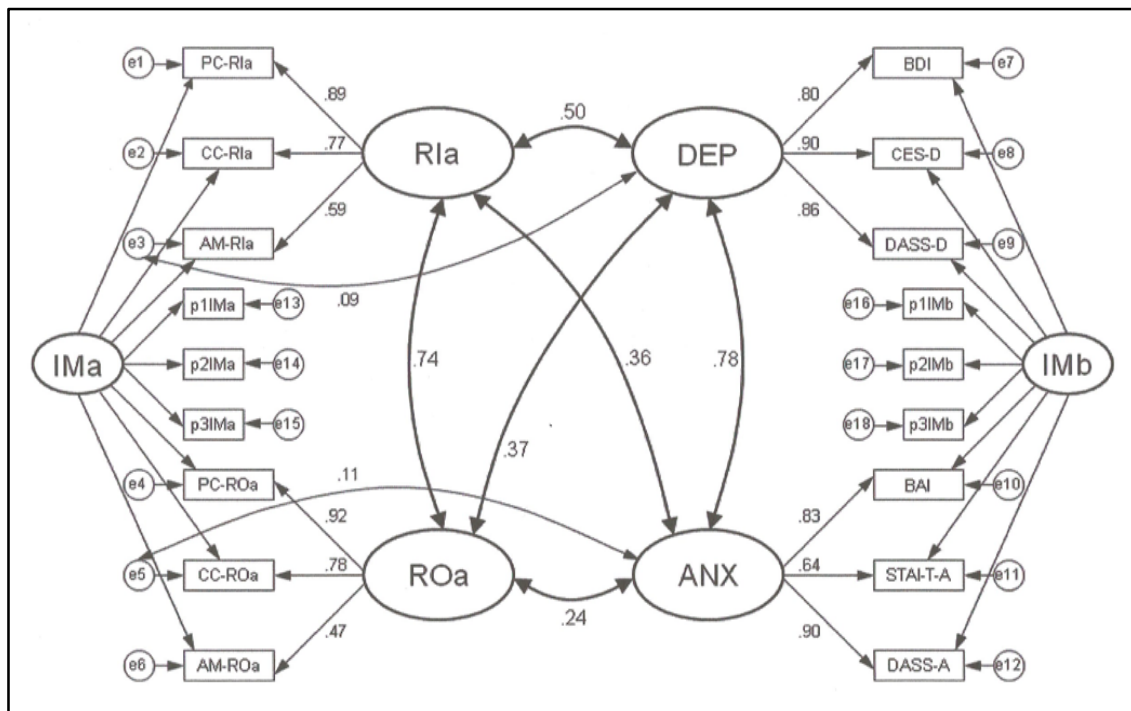 e1 PC-RIa
.89
e2 CC-RIa
.77
RIa
.59
e3 AM-RIa
.09
p1IMa e13
IMa
p2IMa e14
p3IMa e15
e4 PC-ROa
.11
.92
e5 CC-ROa
.78
ROa
.47
e6 AM-ROa
.50
.74
.36
.78
.37
.24
DEP
.80
BDI e7
.90
CES-D e8
.86
DASS-D e9
e16 p1IMb
e17 p2IMb
IMb
e18 p3IMb
BAI e10
.83
ANX
.64
STAI-T-A e11
.90
DASS-A e12